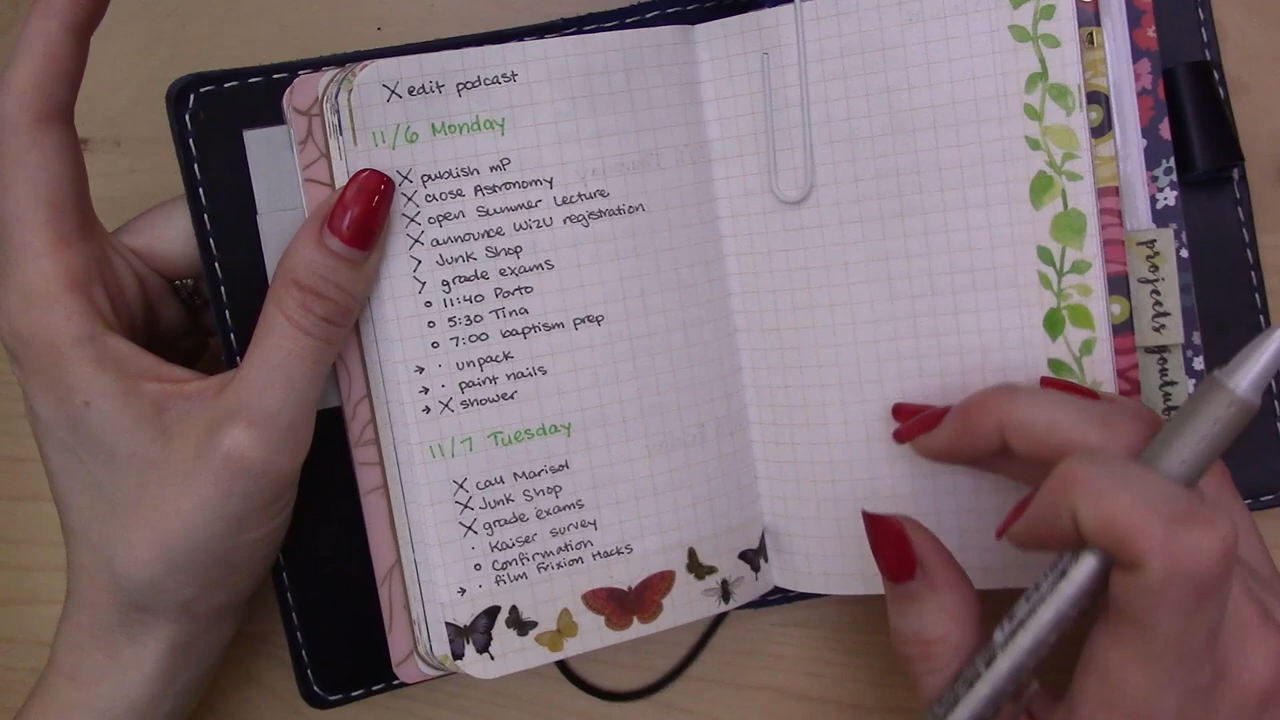 X edit podcast
11/6 Monday
X publish mP
X close Astronomy
X open Summer Lecture
X announce WizU registration
> Junk Shop
> grade exams
o 11:40 Porto
o 5:30 Tina
o 7:00 baptism prep
→ · unpack
→ · paint nails
→ X shower
11/7 Tuesday
X call Marisol
X Junk Shop
X grade exams
· Kaiser survey
o Confirmation
→ · film Frixion Hacks
projects